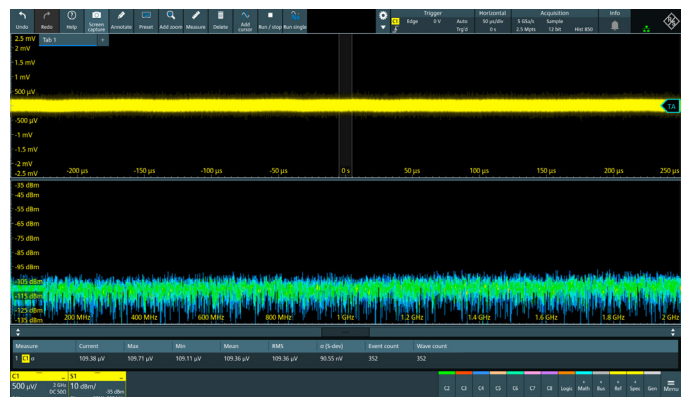 Undo Redo Help Screen capture Annotate Preset Add zoom Measure Delete Add cursor Run / stop Run single
Trigger Horizontal Acquisition Info
C1 Edge 0 V Auto 50 µs/div 5 GSa/s Sample
Trg'd 0 s 2.5 Mpts 12 bit Hist 850
Tab 1 +
2.5 mV
2 mV
1.5 mV
1 mV
500 µV
TA
-500 µV
-1 mV
-1.5 mV
-2 mV
-2.5 mV
-200 µs -150 µs -100 µs -50 µs 0 s 50 µs 100 µs 150 µs 200 µs 250 µs
-35 dBm
-45 dBm
-55 dBm
-65 dBm
-75 dBm
-85 dBm
-95 dBm
-105 dBm
-115 dBm
-125 dBm
-135 dBm
200 MHz 400 MHz 600 MHz 800 MHz 1 GHz 1.2 GHz 1.4 GHz 1.6 GHz 1.8 GHz 2 GHz
Measure Current Max Min Mean RMS σ (S-dev) Event count Wave count
1 C1 σ 109.38 µV 109.71 µV 109.11 µV 109.36 µV 109.36 µV 90.55 nV 352 352
C1 S1
500 µV/ 2 GHz DC 50Ω 10 dBm/ -35 dBm
C2 C3 C4 C5 C6 C7 C8 Logic Math Bus Ref Spec Gen Menu